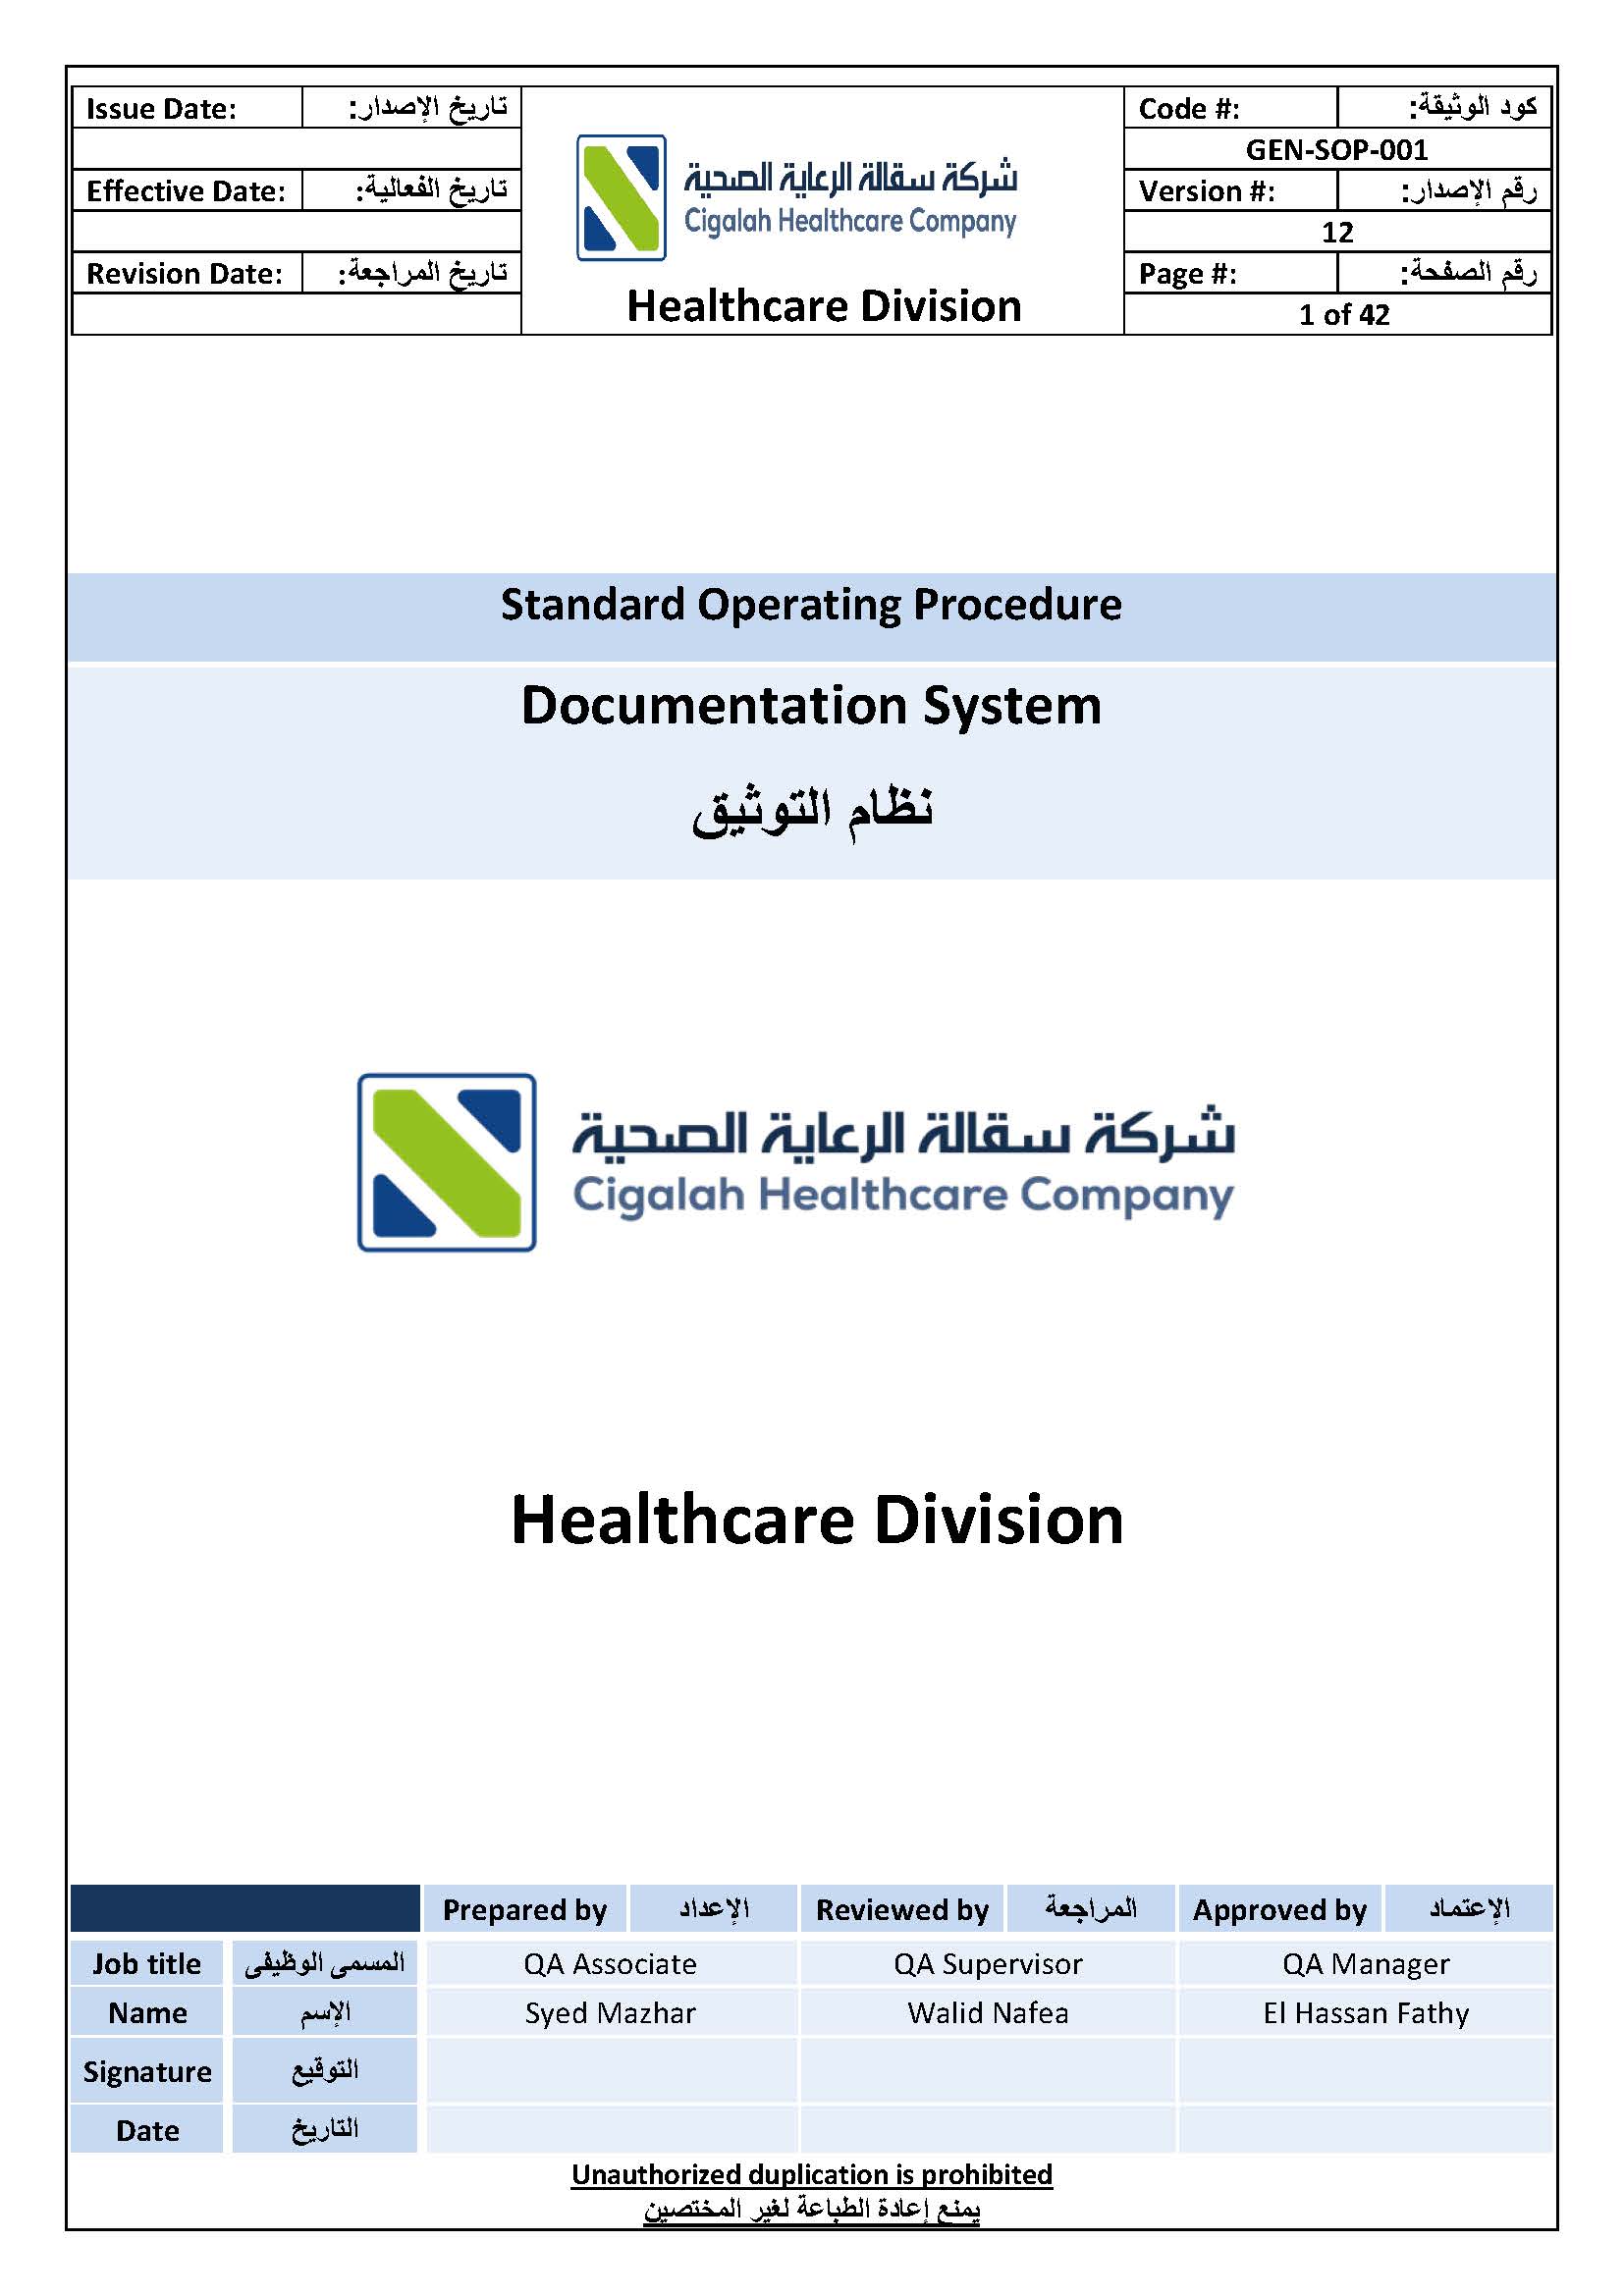 Issue Date: تاريخ الإصدار:
Effective Date: تاريخ الفعالية:
Revision Date: تاريخ المراجعة:
شركة سقالة الرعاية الصحية
Cigalah Healthcare Company
Healthcare Division
Code #: كود الوثيقة:
GEN-SOP-001
Version #: رقم الإصدار:
12
Page #: رقم الصفحة:
1 of 42
Standard Operating Procedure
Documentation System
نظام التوثيق
شركة سقالة الرعاية الصحية
Cigalah Healthcare Company
Healthcare Division
Prepared by الإعداد Reviewed by المراجعة Approved by الإعتماد
Job title المسمى الوظيفى QA Associate QA Supervisor QA Manager
Name الإسم Syed Mazhar Walid Nafea El Hassan Fathy
Signature التوقيع
Date التاريخ
Unauthorized duplication is prohibited
يمنع إعادة الطباعة لغير المختصين